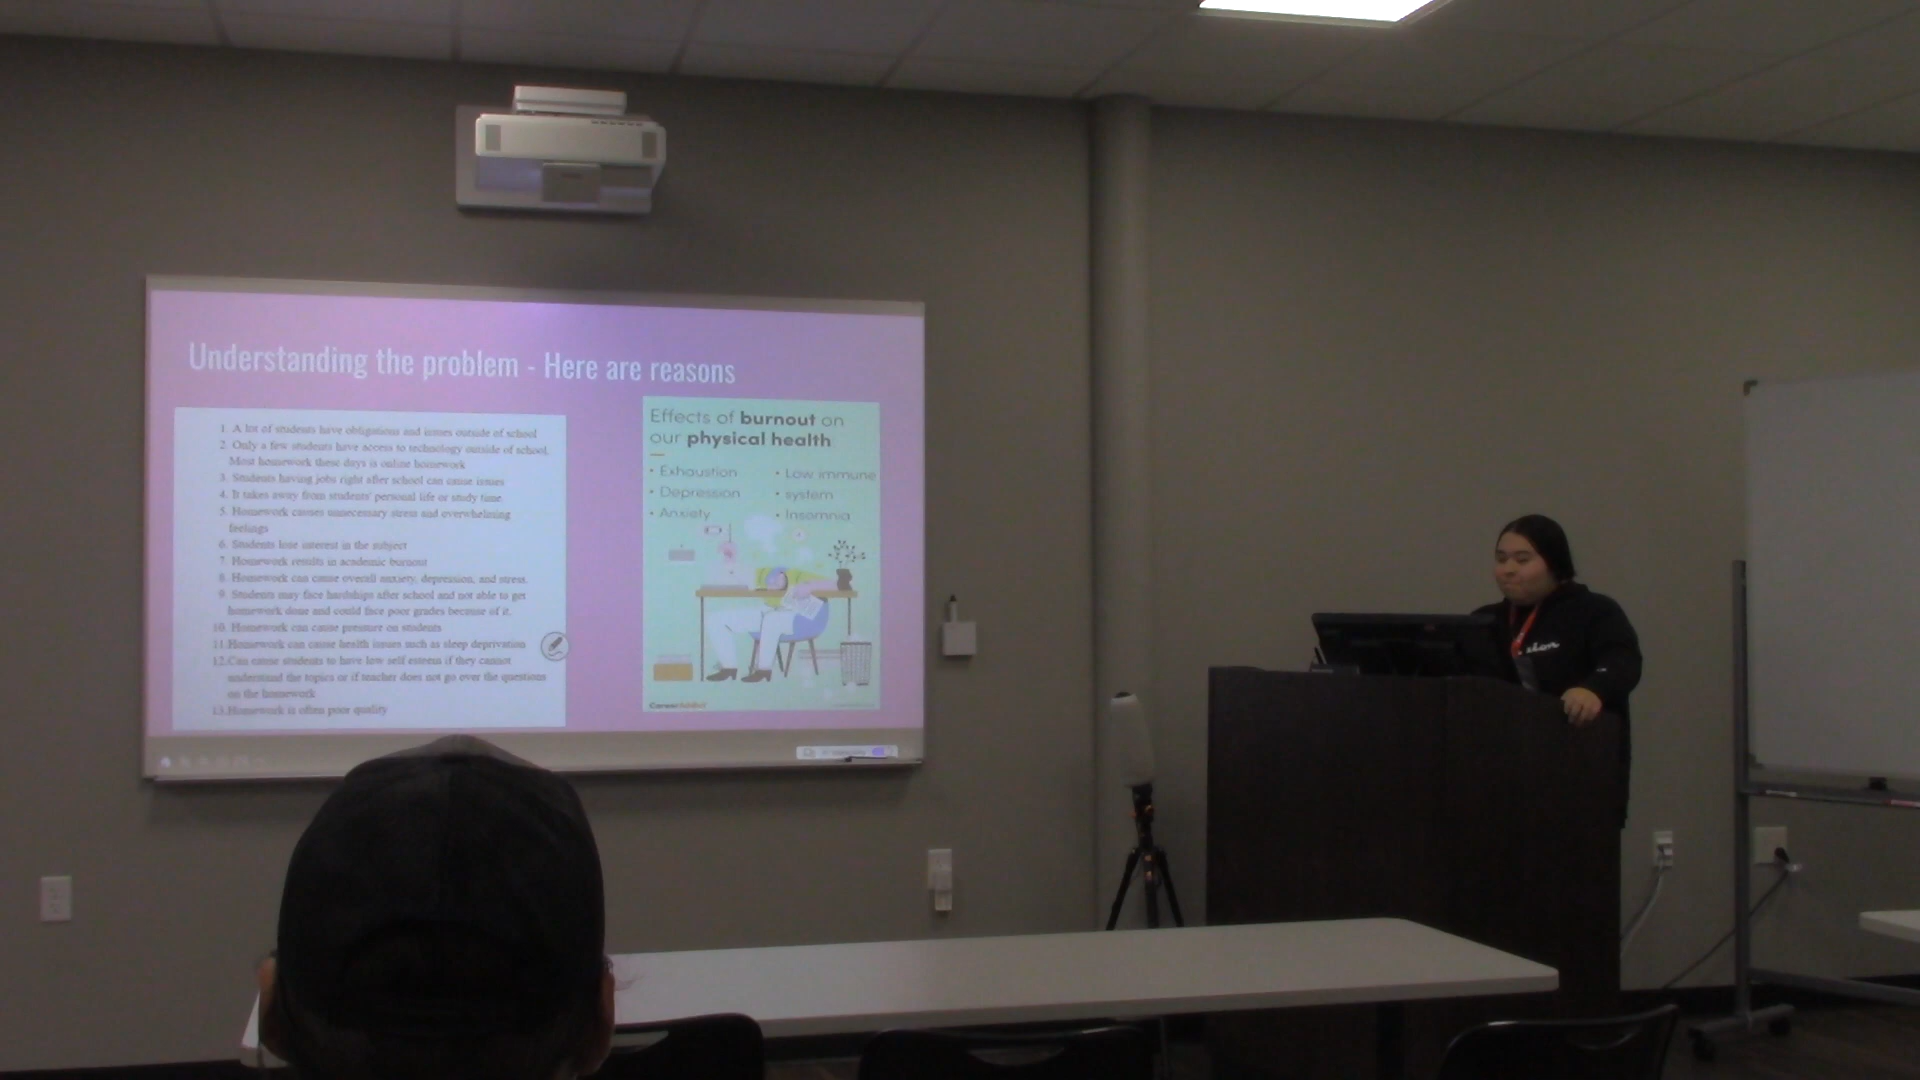 Understanding the problem - Here are reasons
1. A lot of students have obligations and issues outside of school
2. Only a few students have access to technology outside of school.
Most homework these days is online homework
3. Students having jobs right after school can cause issues
4. It takes away from students' personal life or study time
5. Homework causes unnecessary stress and overwhelming
feelings
6. Students lose interest in the subject
7. Homework results in academic burnout
8. Homework can cause overall anxiety, depression, and stress.
9. Students may face hardships after school and not able to get
homework done and could face poor grades because of it.
10. Homework can cause pressure on students
11. Homework can cause health issues such as sleep deprivation
12. Can cause students to have low self esteem if they cannot
understand the topics or if teacher does not go over the questions
on the homework
13. Homework is often poor quality
Effects of burnout on
our physical health
• Exhaustion
• Depression
• Anxiety
• Low immune
• system
• Insomnia
CareerAddict